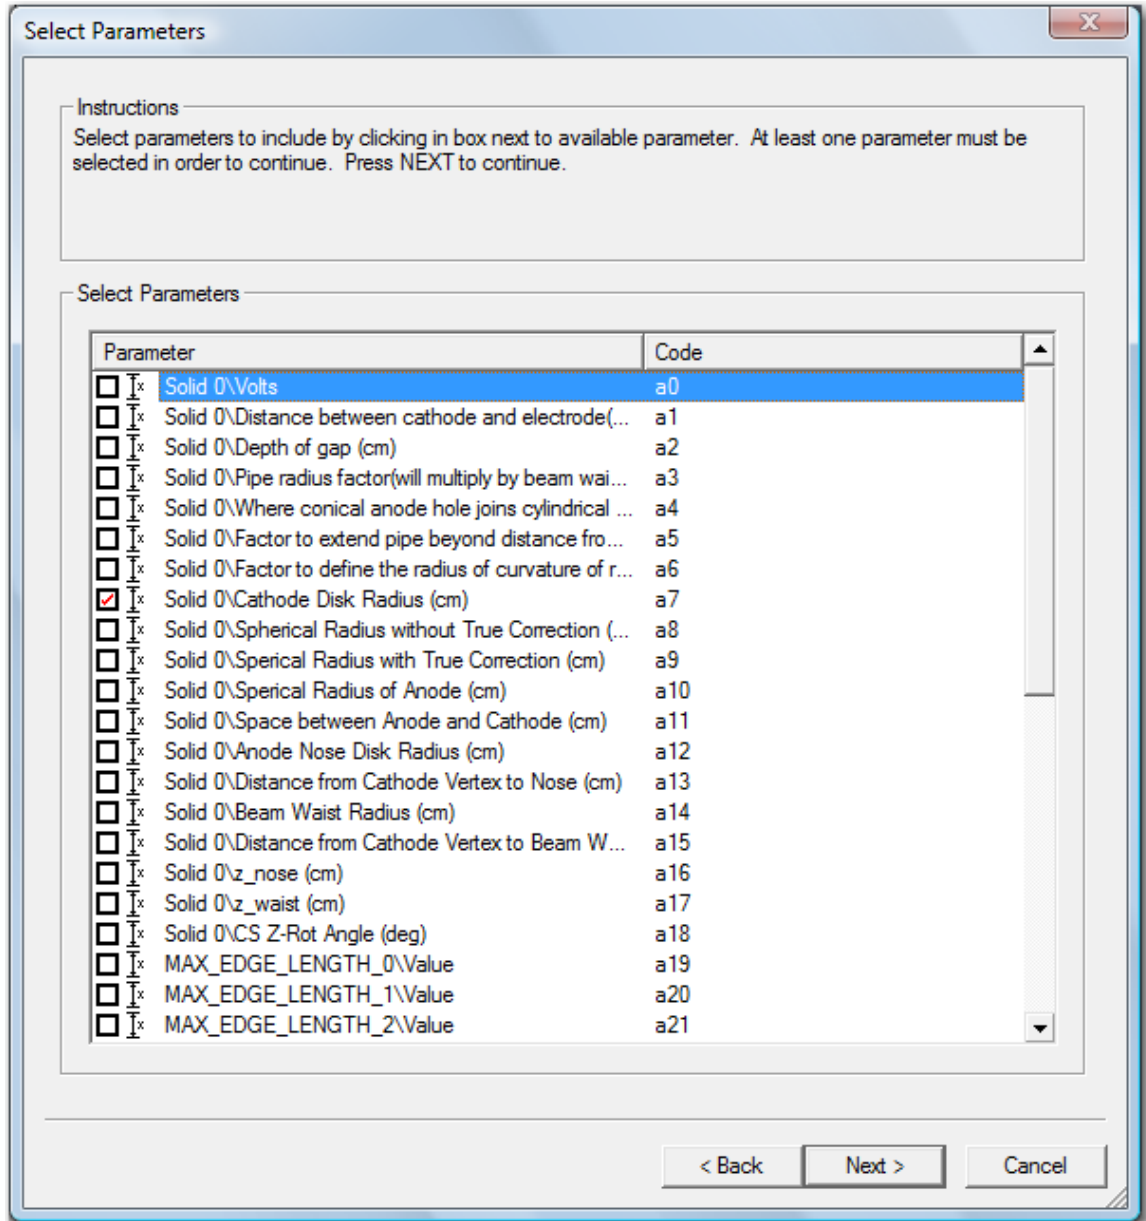 Select Parameters
Instructions
Select parameters to include by clicking in box next to available parameter. At least one parameter must be
selected in order to continue. Press NEXT to continue.
Select Parameters
Parameter Code
Solid 0\Volts a0
Solid 0\Distance between cathode and electrode(... a1
Solid 0\Depth of gap (cm) a2
Solid 0\Pipe radius factor(will multiply by beam wai... a3
Solid 0\Where conical anode hole joins cylindrical ... a4
Solid 0\Factor to extend pipe beyond distance fro... a5
Solid 0\Factor to define the radius of curvature of r... a6
Solid 0\Cathode Disk Radius (cm) a7
Solid 0\Spherical Radius without True Correction (... a8
Solid 0\Sperical Radius with True Correction (cm) a9
Solid 0\Sperical Radius of Anode (cm) a10
Solid 0\Space between Anode and Cathode (cm) a11
Solid 0\Anode Nose Disk Radius (cm) a12
Solid 0\Distance from Cathode Vertex to Nose (cm) a13
Solid 0\Beam Waist Radius (cm) a14
Solid 0\Distance from Cathode Vertex to Beam W... a15
Solid 0\z_nose (cm) a16
Solid 0\z_waist (cm) a17
Solid 0\CS Z-Rot Angle (deg) a18
MAX_EDGE_LENGTH_0\Value a19
MAX_EDGE_LENGTH_1\Value a20
MAX_EDGE_LENGTH_2\Value a21
< Back Next > Cancel